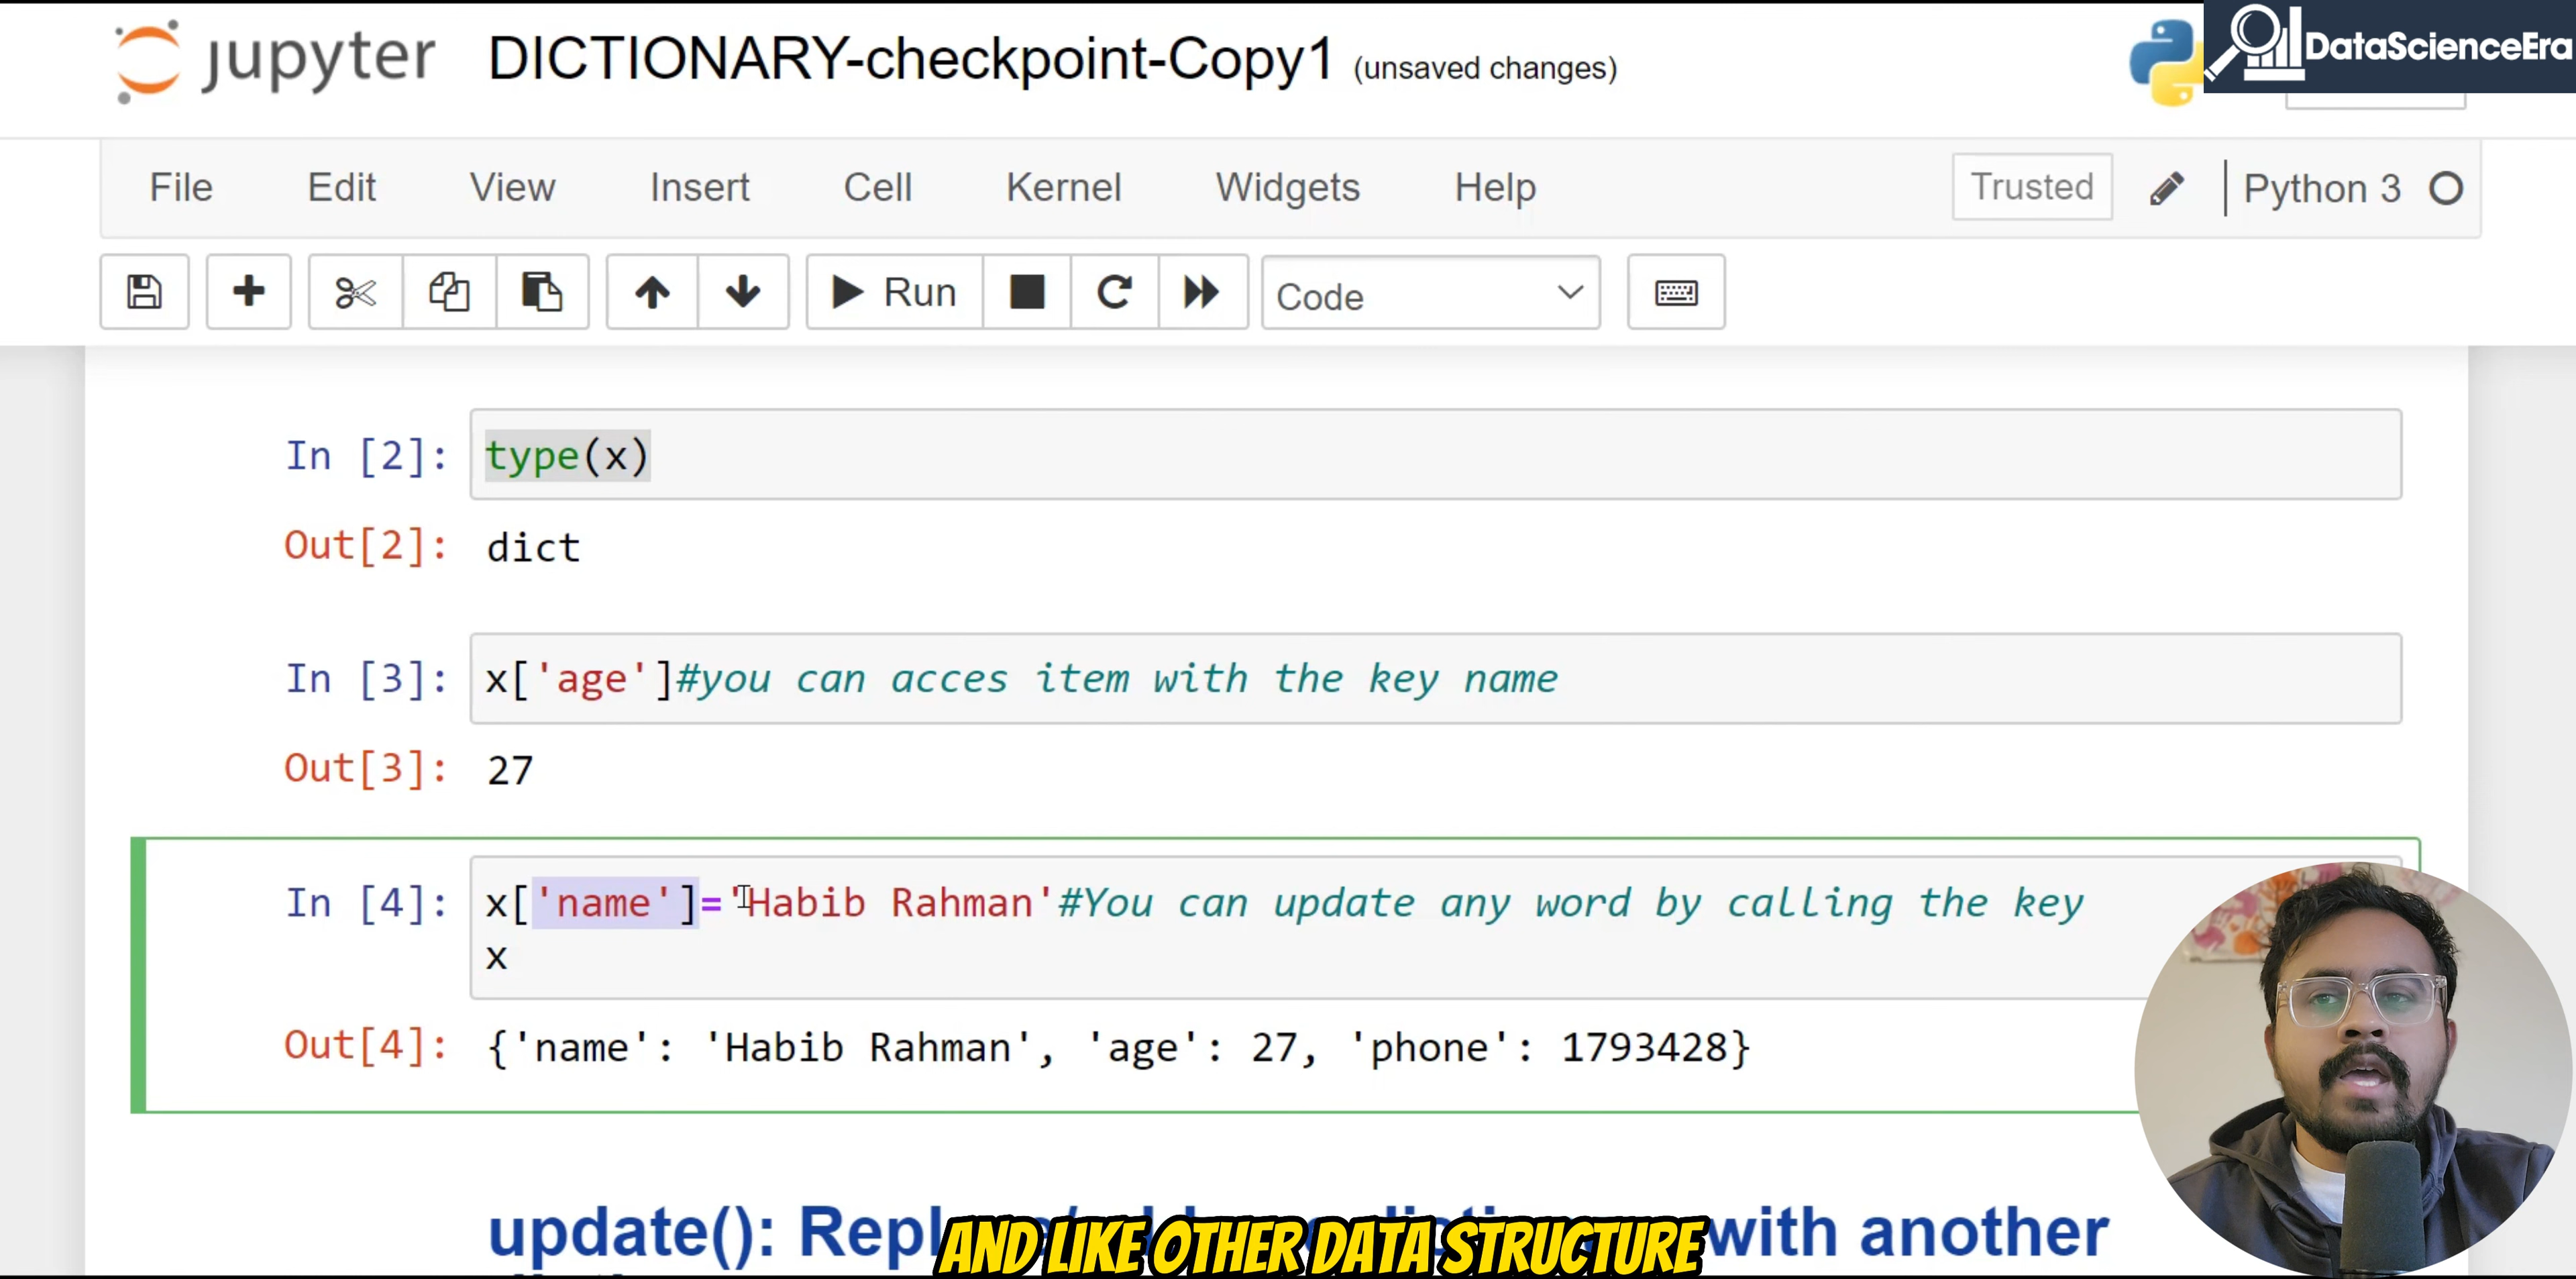 jupyter DICTIONARY-checkpoint-Copy1 (unsaved changes)
DataScienceEra
File Edit View Insert Cell Kernel Widgets Help Trusted Python 3
Run Code
In [2]: type(x)
Out[2]: dict
In [3]: x['age']#you can acces item with the key name
Out[3]: 27
In [4]: x['name']='Habib Rahman'#You can update any word by calling the key
x
Out[4]: {'name': 'Habib Rahman', 'age': 27, 'phone': 1793428}
update(): with another
AND LIKE OTHER DATA STRUCTURE